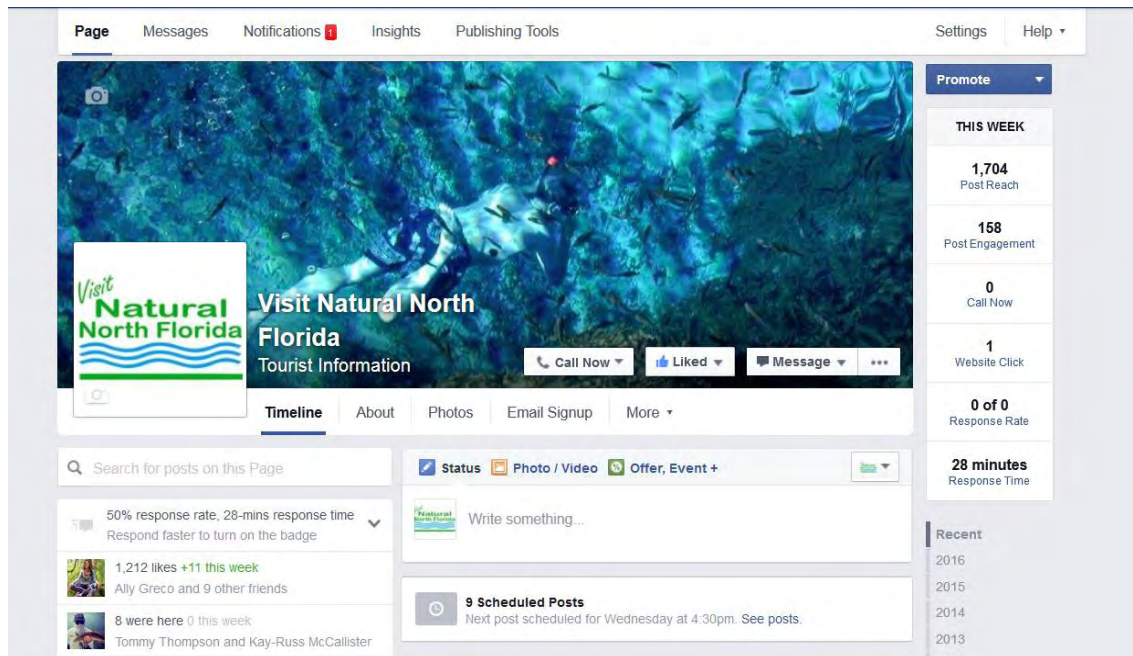 Page Messages Notifications 1 Insights Publishing Tools Settings Help
Promote
THIS WEEK
1,704
Post Reach
158
Post Engagement
0
Call Now
1
Website Click
0 of 0
Response Rate
28 minutes
Response Time
Visit
Natural
North Florida
Visit Natural North
Florida
Tourist Information
Call Now Liked Message
Timeline About Photos Email Signup More
Search for posts on this Page
50% response rate, 28-mins response time
Respond faster to turn on the badge
1,212 likes +11 this week
Ally Greco and 9 other friends
8 were here 0 this week
Tommy Thompson and Kay-Russ McCallister
Status Photo / Video Offer, Event +
Natural
North Florida
Write something...
9 Scheduled Posts
Next post scheduled for Wednesday at 4:30pm. See posts.
Recent
2016
2015
2014
2013